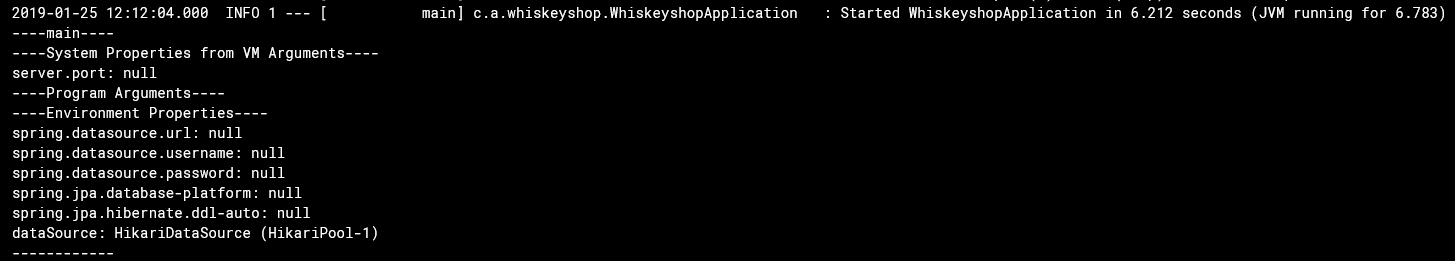 2019-01-25 12:12:04.000  INFO 1 --- [           main] c.a.whiskeyshop.WhiskeyshopApplication   : Started WhiskeyshopApplication in 6.212 seconds (JVM running for 6.783)
----main----
----System Properties from VM Arguments----
server.port: null
----Program Arguments----
----Environment Properties----
spring.datasource.url: null
spring.datasource.username: null
spring.datasource.password: null
spring.jpa.database-platform: null
spring.jpa.hibernate.ddl-auto: null
dataSource: HikariDataSource (HikariPool-1)
------------